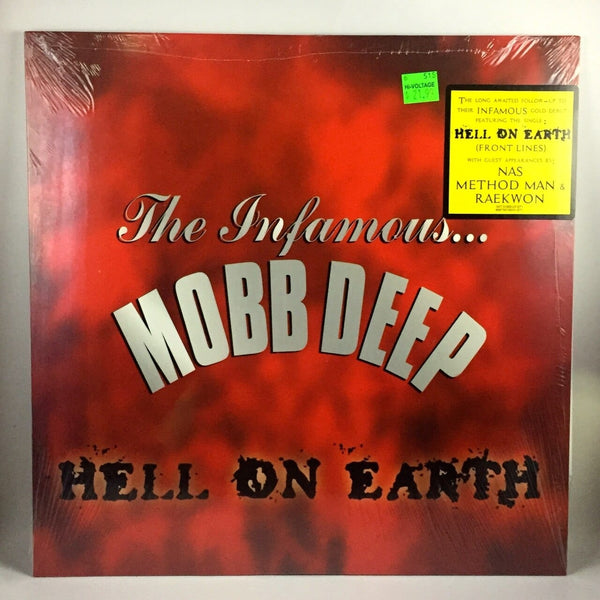 515
HI-VOLTAGE
THE LONG AWAITED FOLLOW-UP TO
THEIR INFAMOUS GOLD DEBUT
FEATURING THE SINGLE:
HELL ON EARTH
(FRONT LINES)
WITH GUEST APPEARANCES BY:
NAS
METHOD MAN &
RAEKWON
The Infamous...
MOBB DEEP
HELL ON EARTH